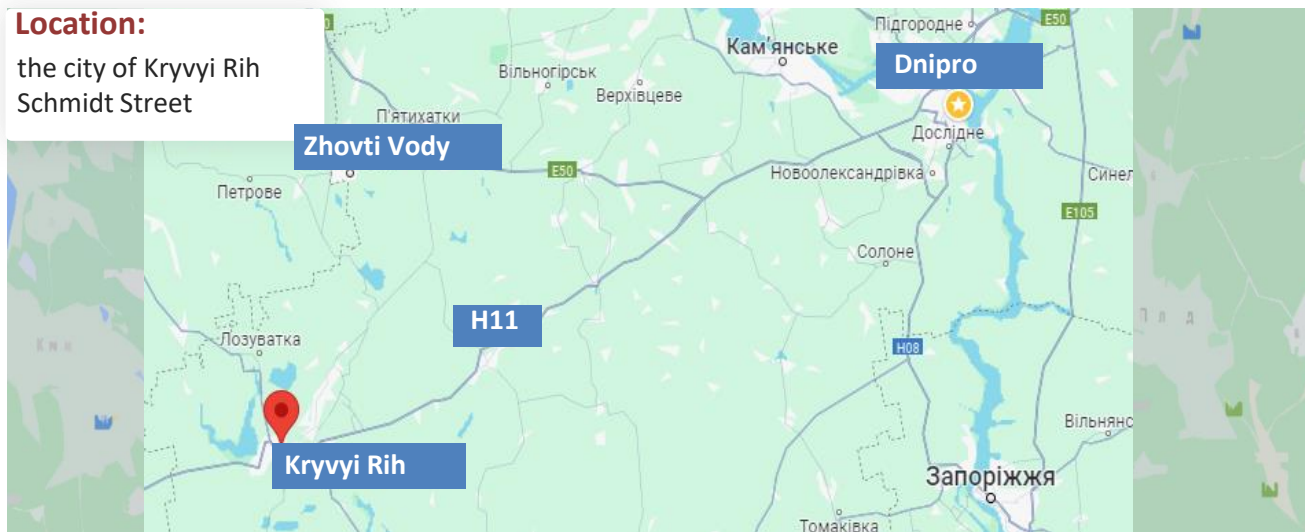 Location:
the city of Kryvyi Rih
Schmidt Street
Підгородне
E50
Кам'янське
Dnipro
Вільногірськ
Верхівцеве
П'ятихатки
Дослідне
Zhovti Vody
E50
Новоолександрівка
Синел
Петрове
E105
Солоне
H11
Лозуватка
H08
Вільнянс
Kryvyi Rih
Запоріжжя
Томаківка